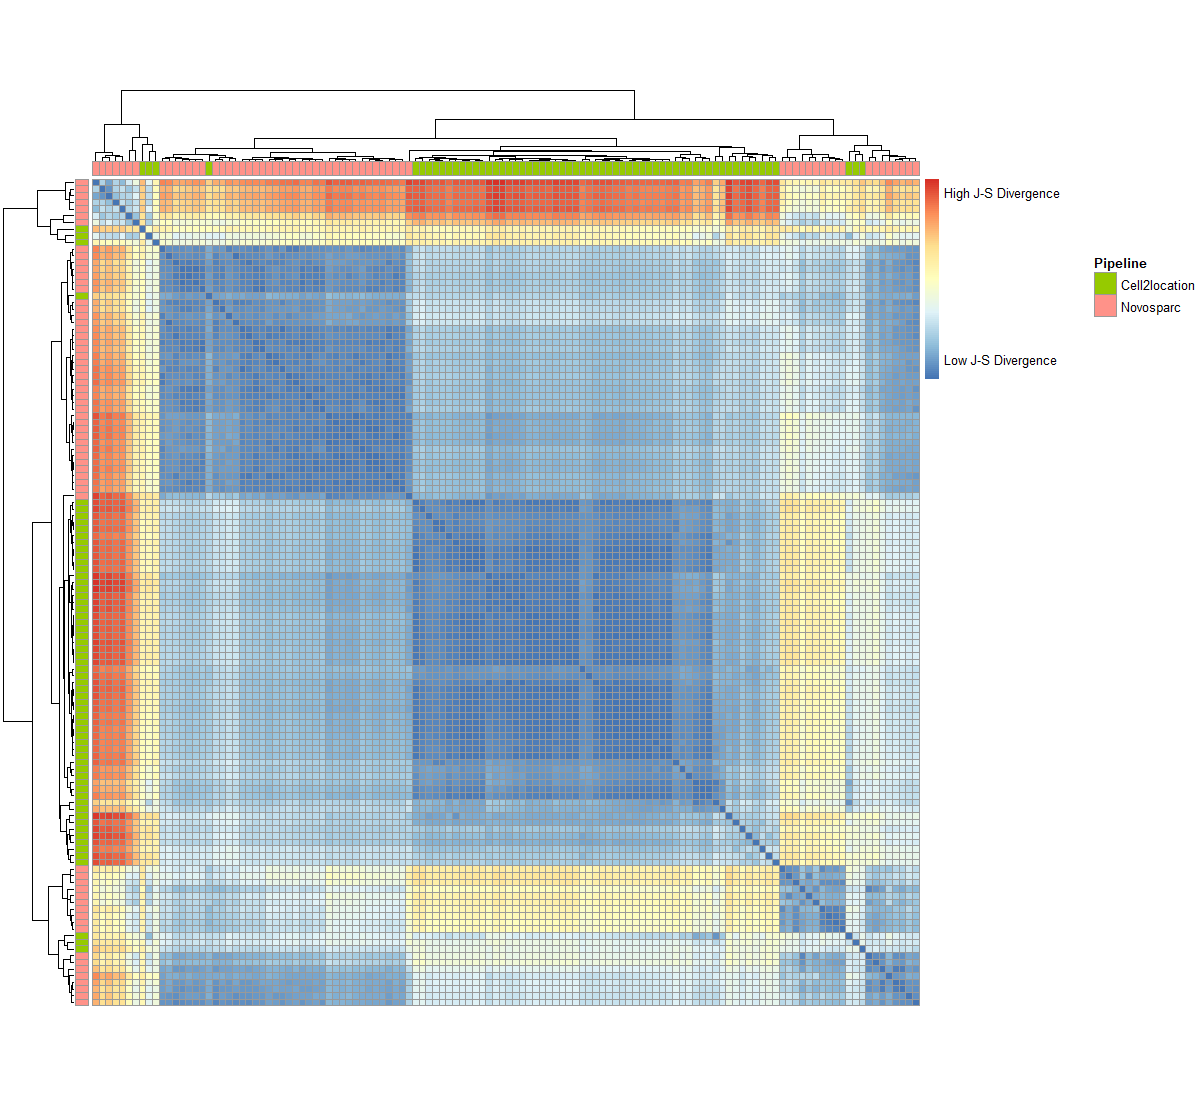 High J-S Divergence
Low J-S Divergence
Pipeline
Cell2location
Novosparc